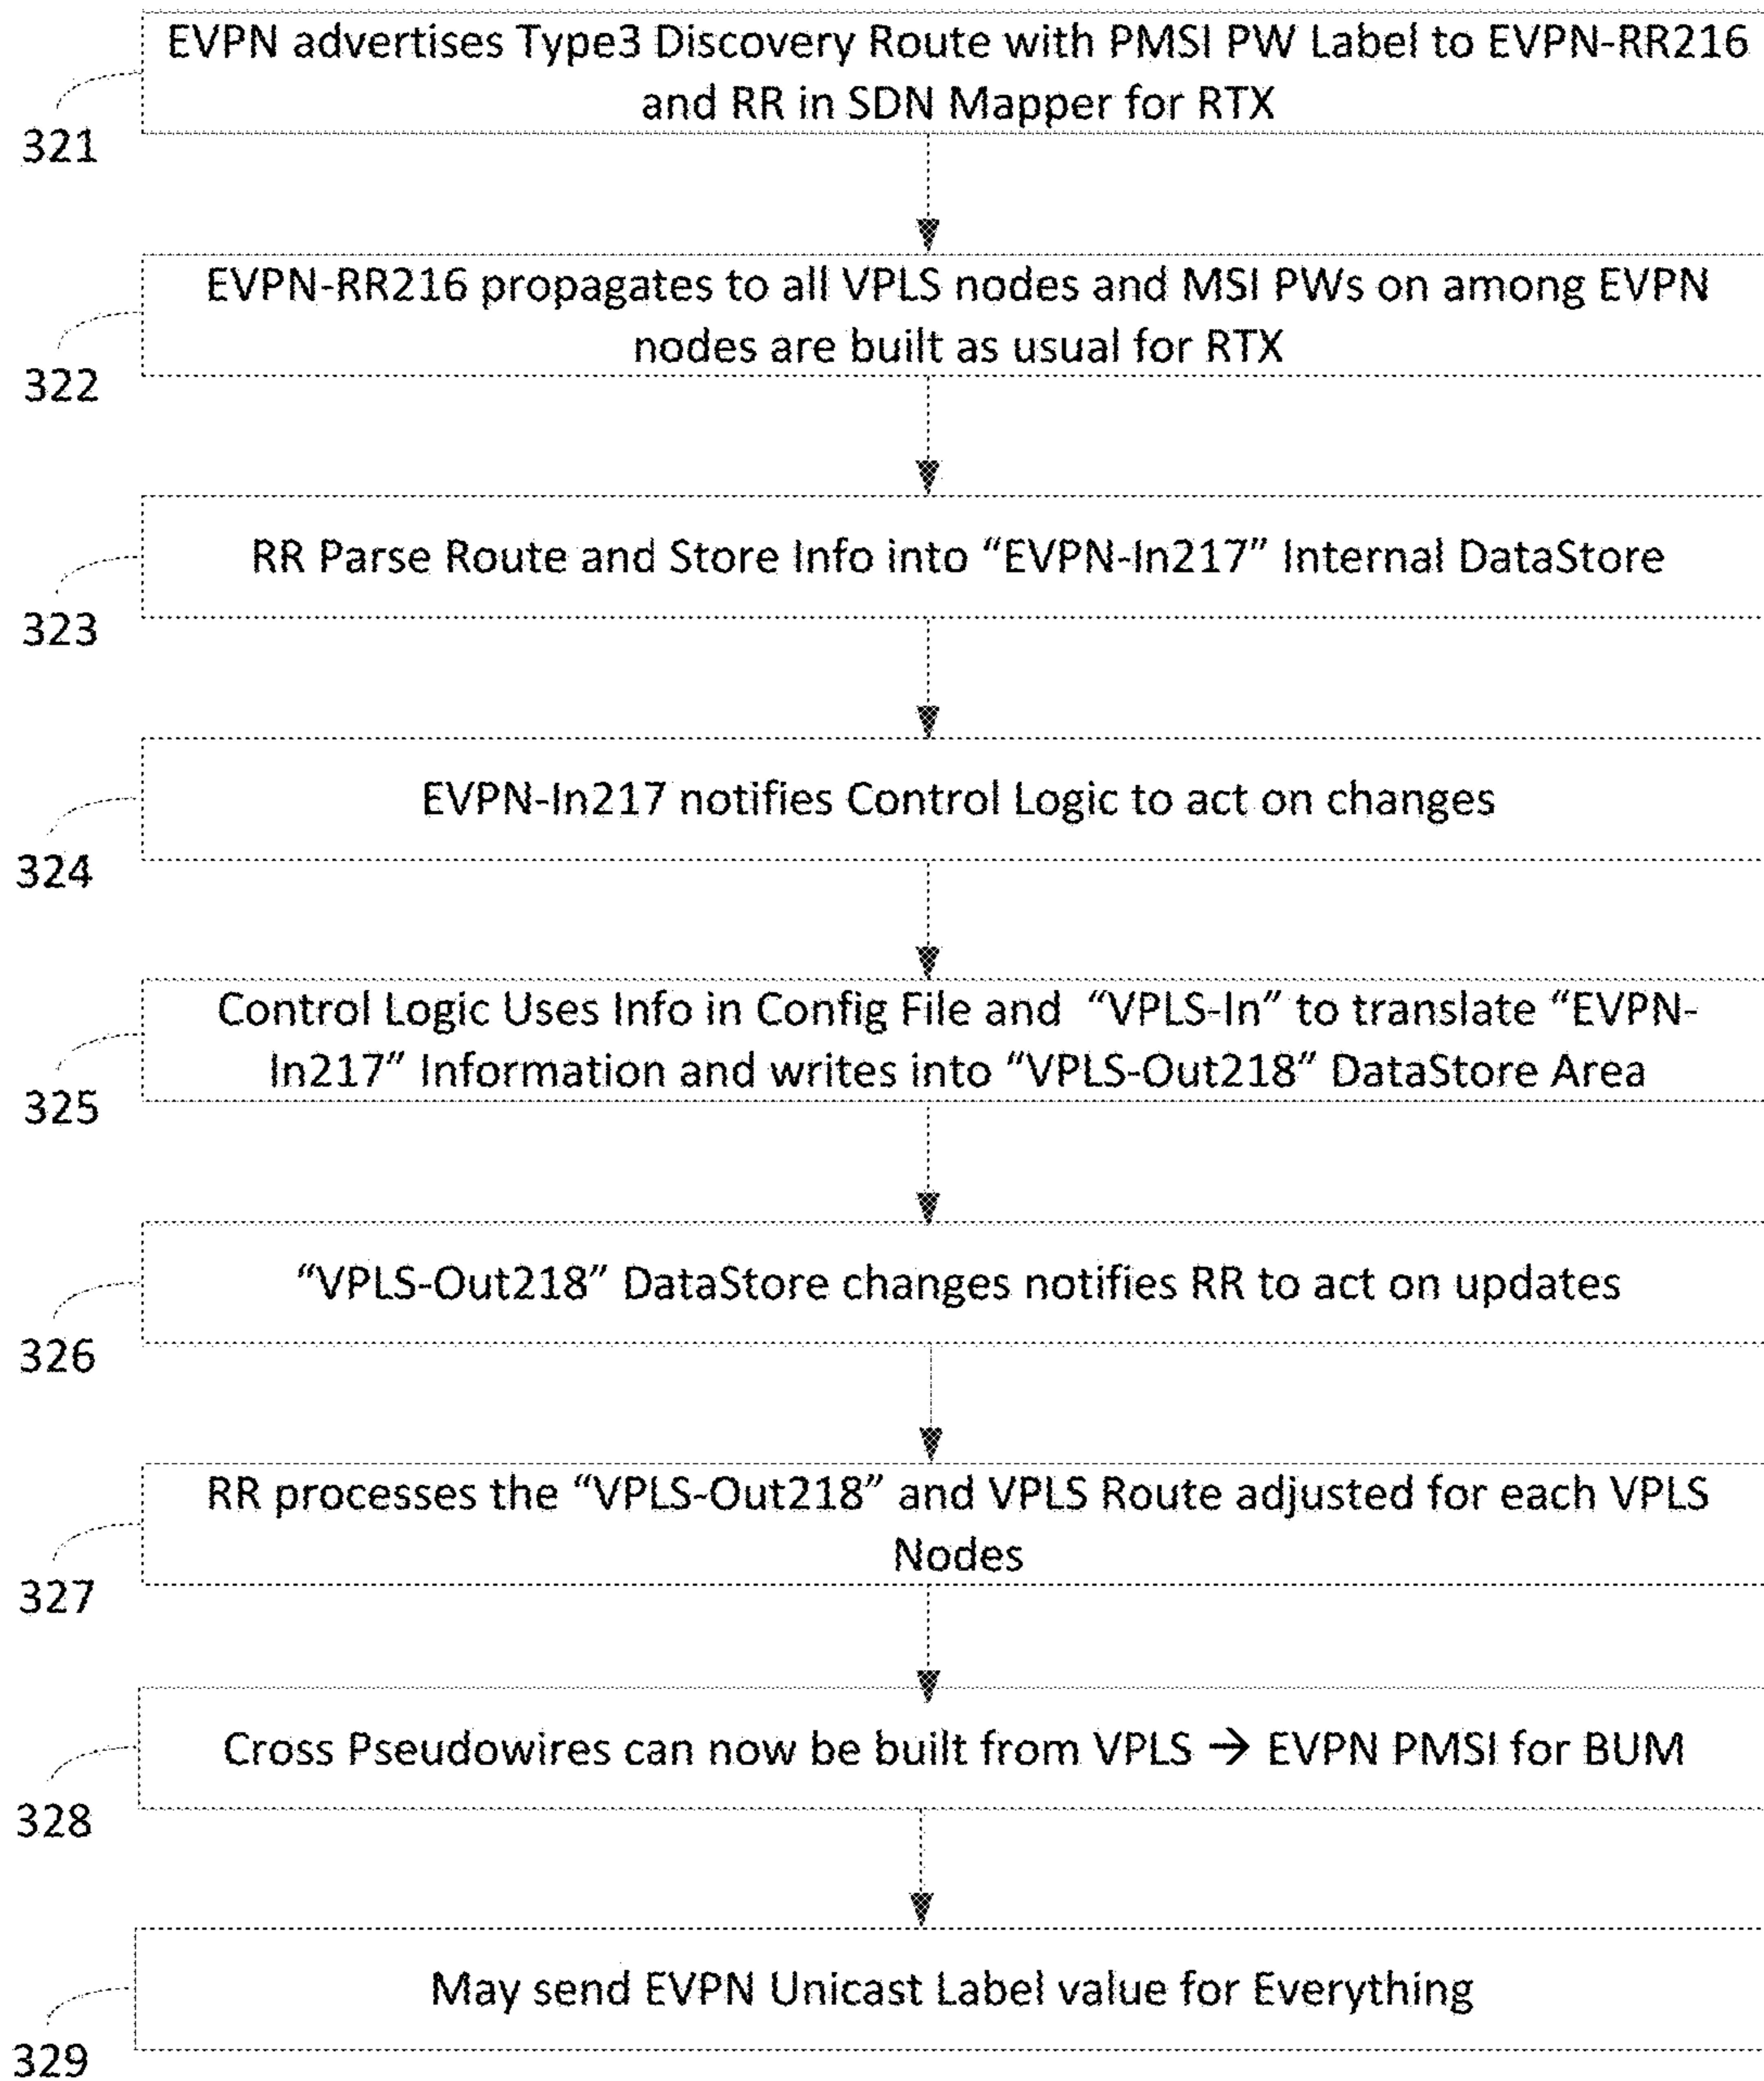 EVPN advertises Type3 Discovery Route with PMSI PW Label to EVPN-RR216
and RR in SDN Mapper for RTX
321
EVPN-RR216 propagates to all VPLS nodes and MSI PWs on among EVPN
nodes are built as usual for RTX
322
RR Parse Route and Store Info into “EVPN-In217” Internal DataStore
323
EVPN-In217 notifies Control Logic to act on changes
324
Control Logic Uses Info in Config File and “VPLS-In” to translate “EVPN-
In217” Information and writes into “VPLS-Out218” DataStore Area
325
“VPLS-Out218” DataStore changes notifies RR to act on updates
326
RR processes the “VPLS-Out218” and VPLS Route adjusted for each VPLS
Nodes
327
Cross Pseudowires can now be built from VPLS → EVPN PMSI for BUM
328
May send EVPN Unicast Label value for Everything
329